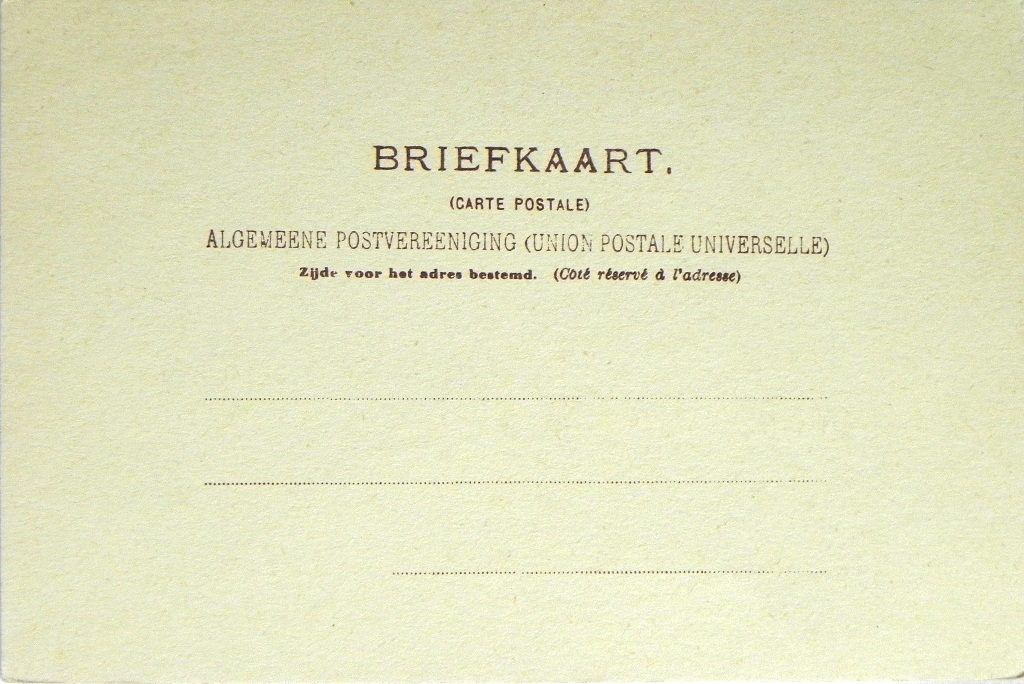 BRIEFKAART.
(CARTE POSTALE)
ALGEMEENE POSTVEREENIGING (UNION POSTALE UNIVERSELLE)
Zijde voor het adres bestemd. (Côté réservé à l'adresse)